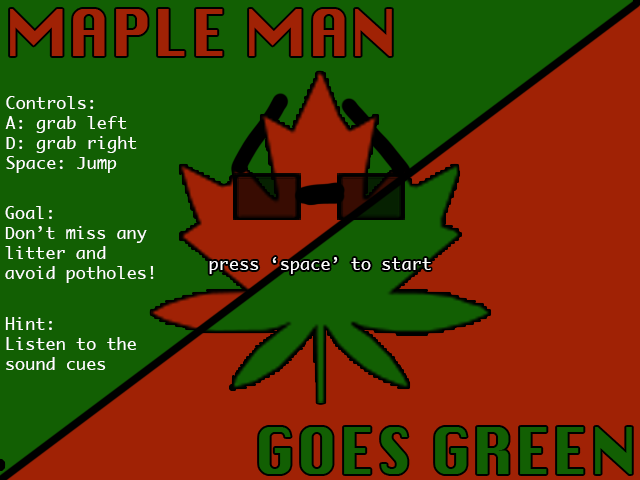 MAPLE MAN
Controls:
A: grab left
D: grab right
Space: Jump
Goal:
Don’t miss any
litter and
avoid potholes!
press ‘space’ to start
Hint:
Listen to the
sound cues
GOES GREEN